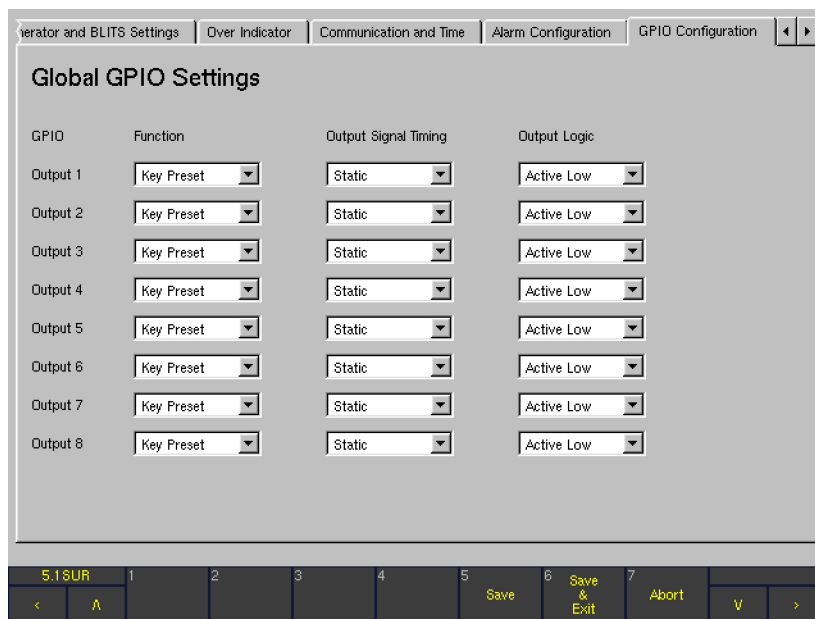 erator and BLITS Settings Over Indicator Communication and Time Alarm Configuration GPIO Configuration
Global GPIO Settings
GPIO Function Output Signal Timing Output Logic
Output 1 Key Preset Static Active Low
Output 2 Key Preset Static Active Low
Output 3 Key Preset Static Active Low
Output 4 Key Preset Static Active Low
Output 5 Key Preset Static Active Low
Output 6 Key Preset Static Active Low
Output 7 Key Preset Static Active Low
Output 8 Key Preset Static Active Low
5.1SUR 1 2 3 4 5 Save 6 Save & Exit 7 Abort
< Λ V >